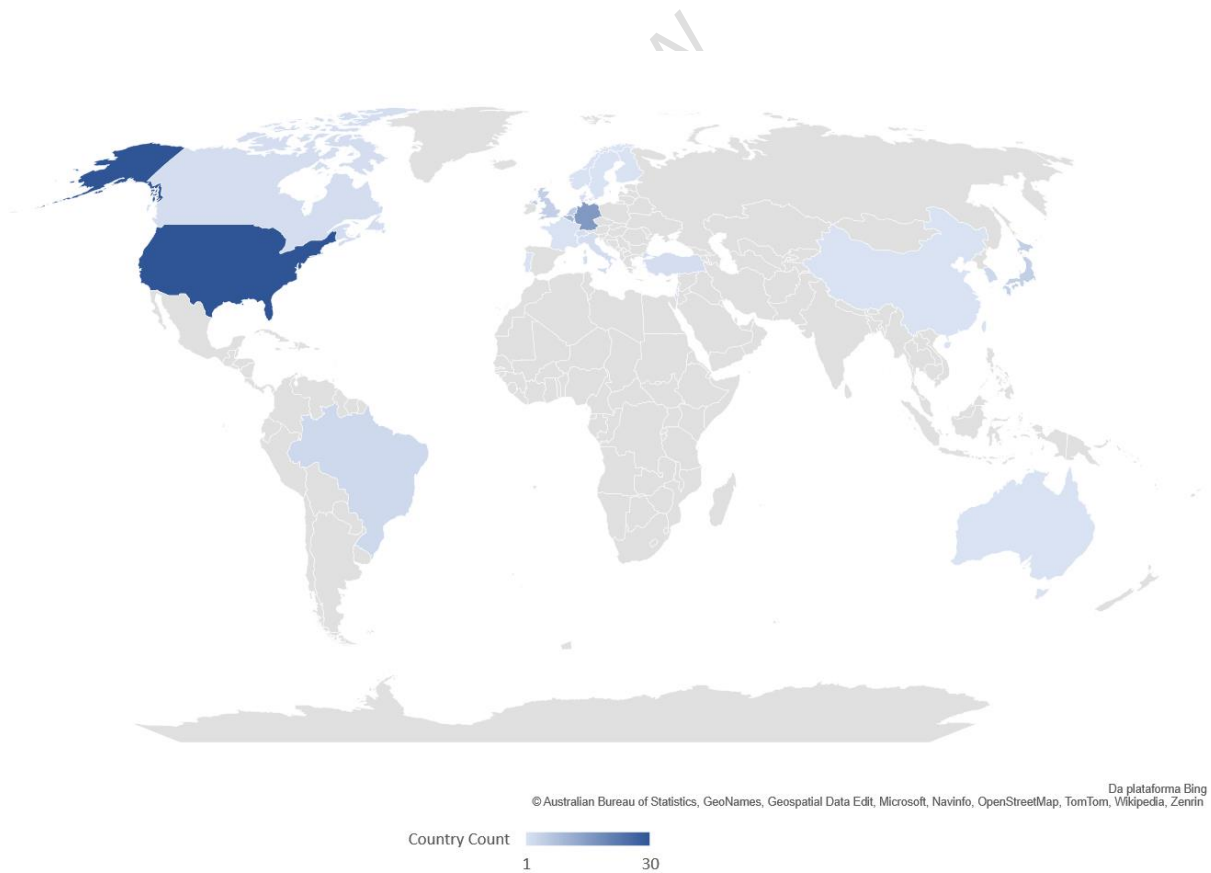 Da plataforma Bing
© Australian Bureau of Statistics, GeoNames, Geospatial Data Edit, Microsoft, Navinfo, OpenStreetMap, TomTom, Wikipedia, Zenrin
Country Count
1 30